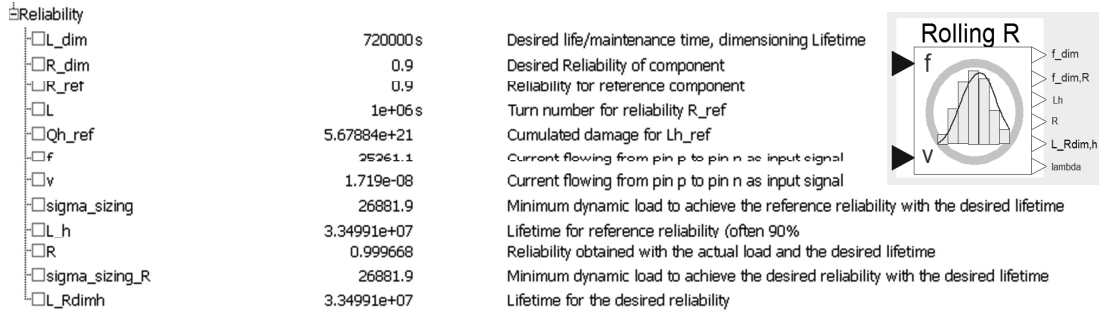 Reliability
L_dim 720000 s Desired life/maintenance time, dimensioning Lifetime
R_dim 0.9 Desired Reliability of component
R_ref 0.9 Reliability for reference component
L 1e+06 s Turn number for reliability R_ref
Qh_ref 5.67884e+21 Cumulated damage for Lh_ref
f 25261.1 Current flowing from pin p to pin n as input signal
v 1.719e-08 Current flowing from pin p to pin n as input signal
sigma_sizing 26881.9 Minimum dynamic load to achieve the reference reliability with the desired lifetime
L_h 3.34991e+07 Lifetime for reference reliability (often 90%
R 0.999668 Reliability obtained with the actual load and the desired lifetime
sigma_sizing_R 26881.9 Minimum dynamic load to achieve the desired reliability with the desired lifetime
L_Rdimh 3.34991e+07 Lifetime for the desired reliability
Rolling R
f
v
f_dim
f_dim,R
Lh
R
L_Rdim,h
lambda